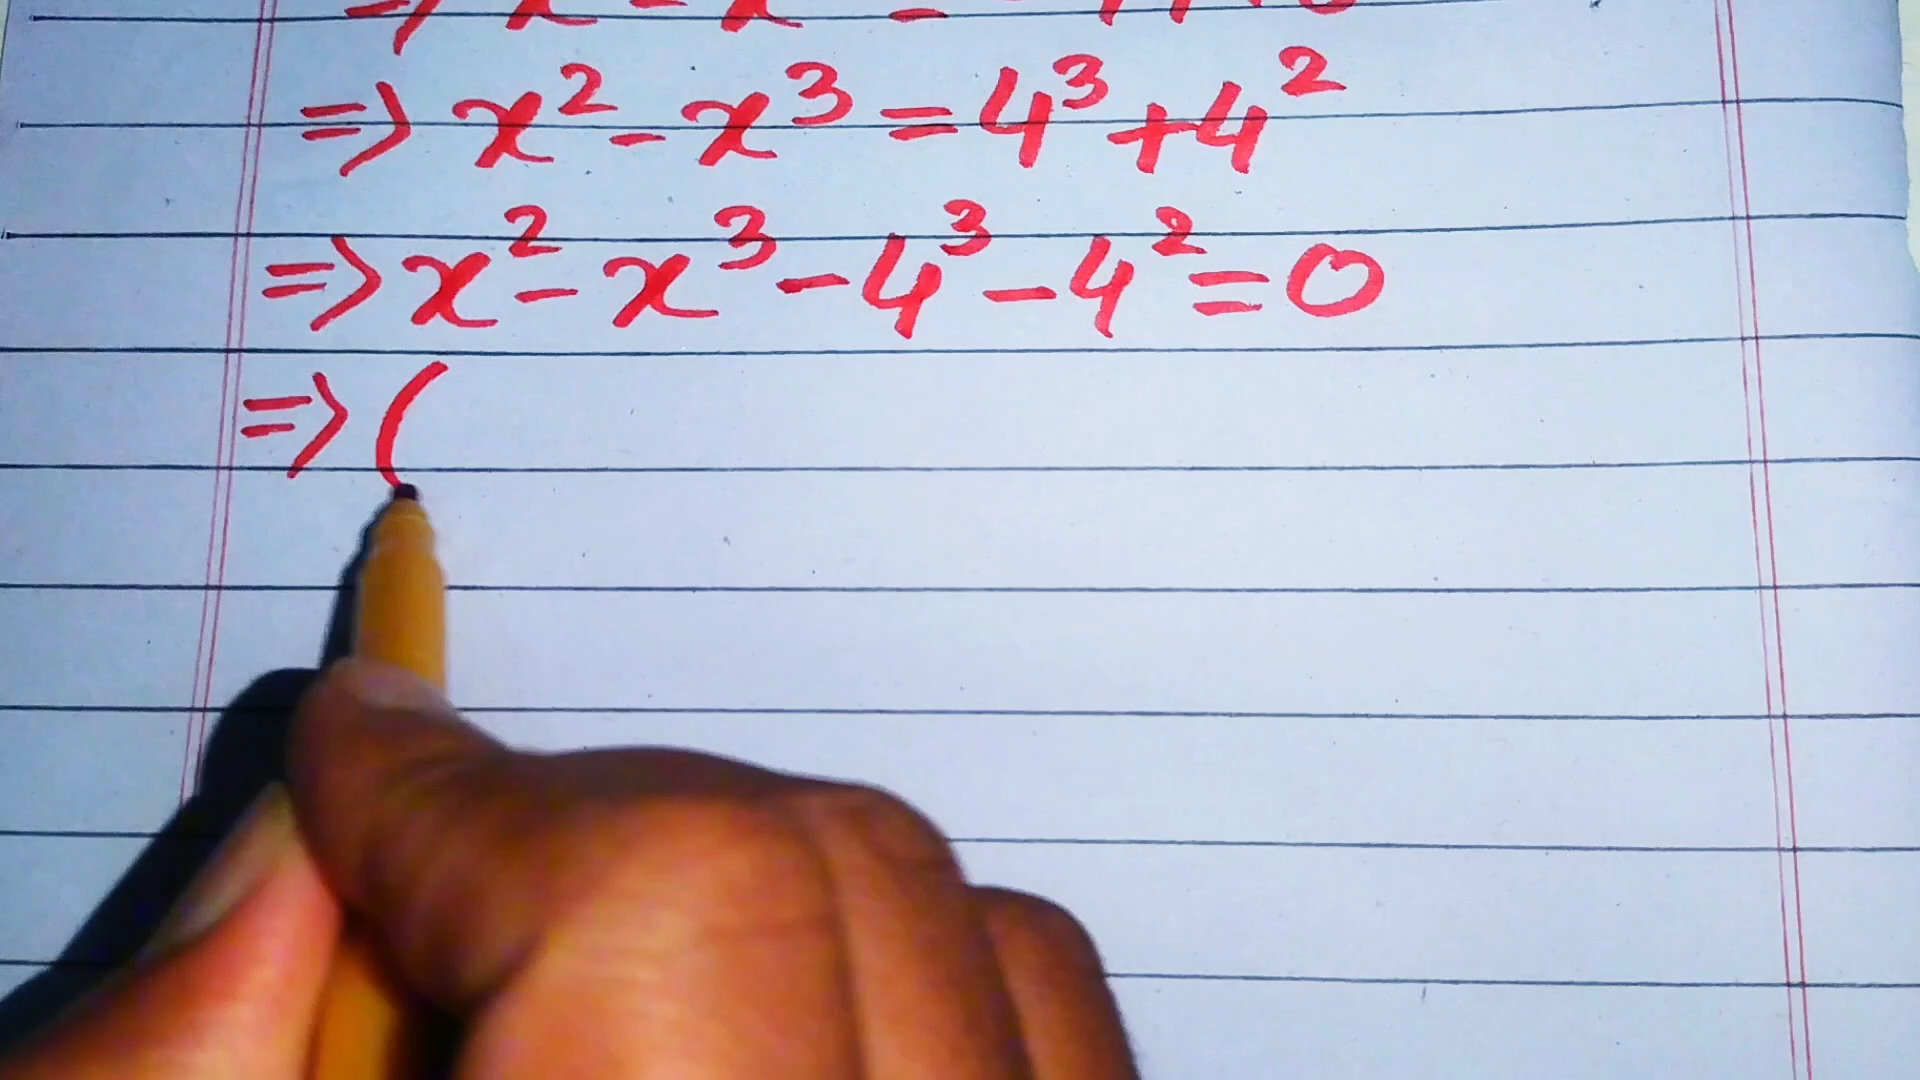 => x² - x³ = 4³ + 4²
=> x² - x³ - 4³ - 4² = 0
=> (